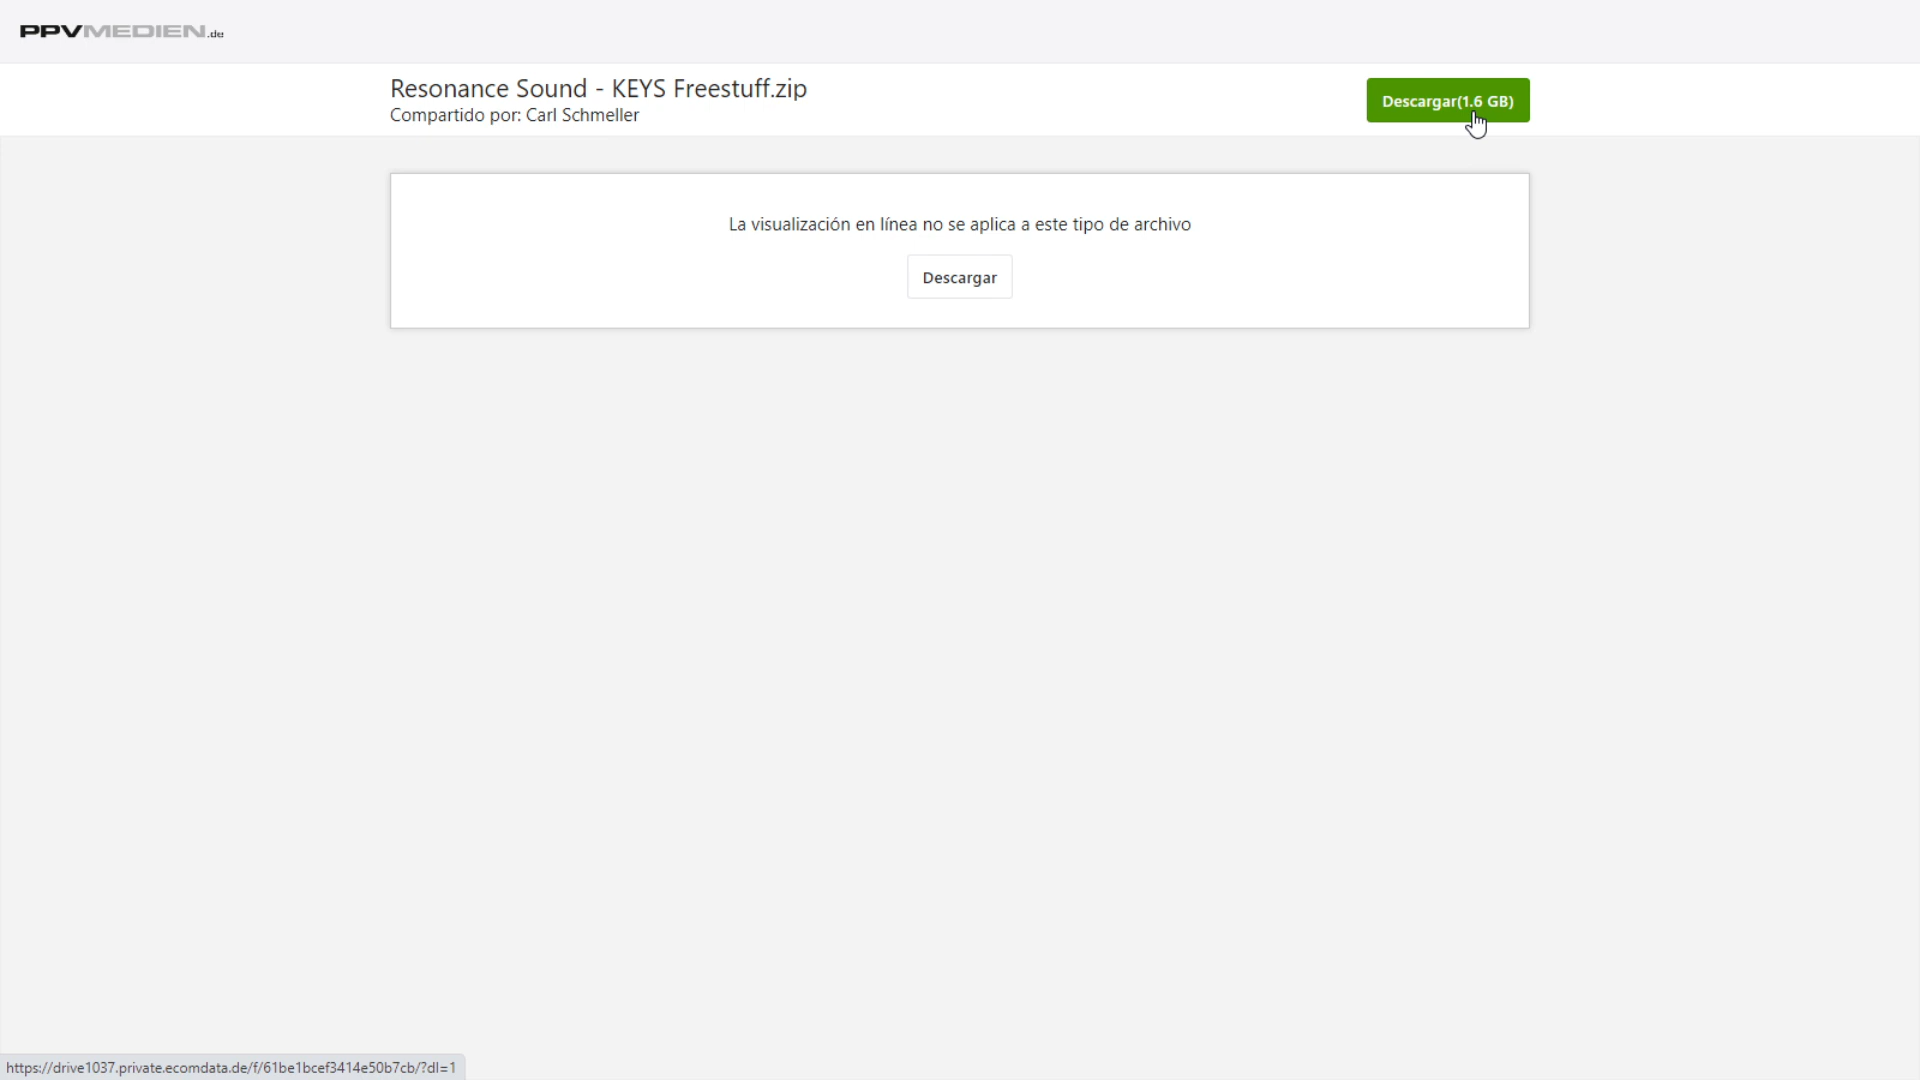 PPVMEDIEN.de
Resonance Sound - KEYS Freestuff.zip
Compartido por: Carl Schmeller
Descargar(1.6 GB)
La visualización en línea no se aplica a este tipo de archivo
Descargar
https://drive1037.private.ecomdata.de/f/61be1bcef3414e50b7cb/?dl=1